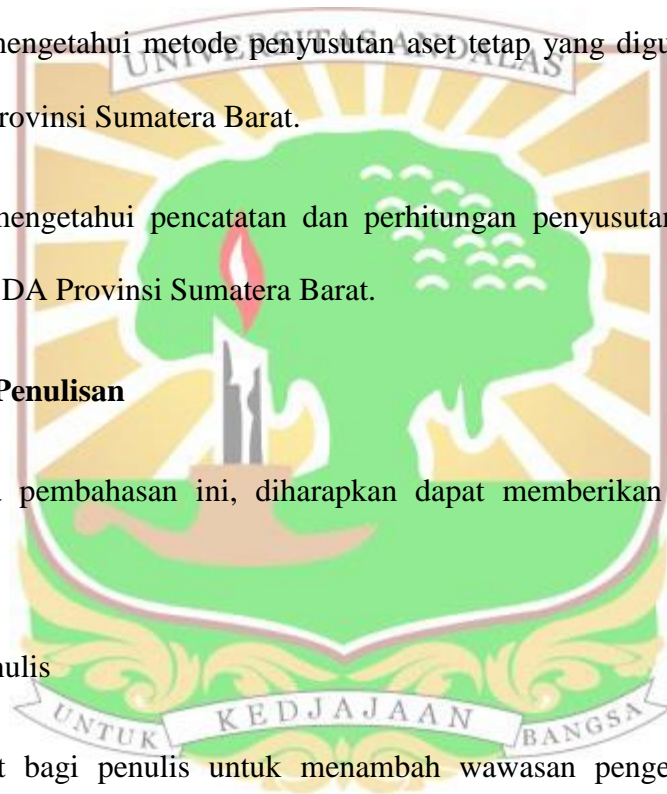 mengetahui metode penyusutan aset tetap yang digu
UNIVERSITAS ANDALAS
rovinsi Sumatera Barat.
mengetahui pencatatan dan perhitungan penyusutan
DA Provinsi Sumatera Barat.
Penulisan
pembahasan ini, diharapkan dapat memberikan
nulis
UNTUK KEDJAJAAN BANGSA
t bagi penulis untuk menambah wawasan penge